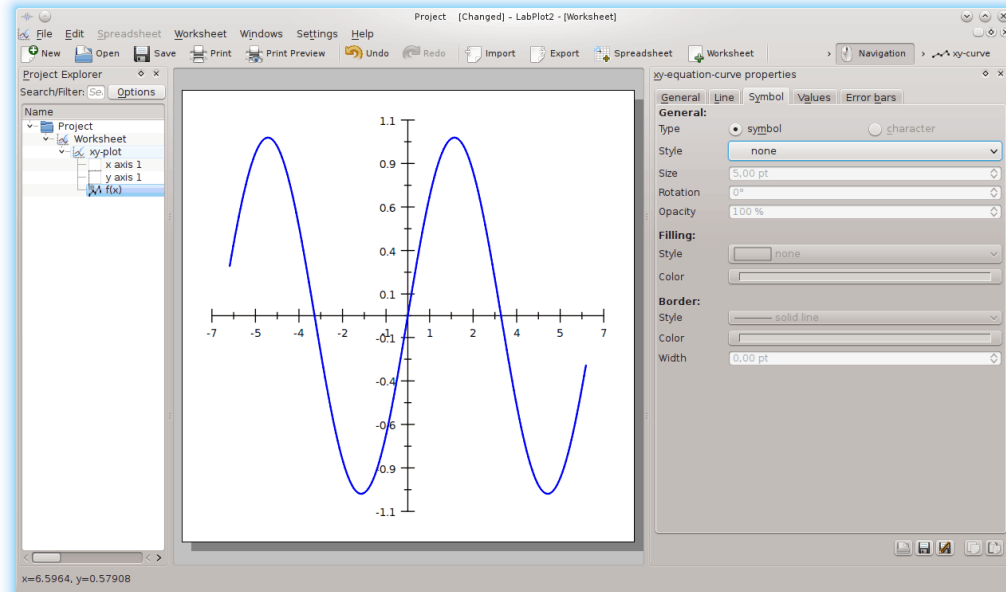 Project [Changed] – LabPlot2 - [Worksheet]
File Edit Spreadsheet Worksheet Windows Settings Help
New Open Save Print Print Preview Undo Redo Import Export Spreadsheet Worksheet Navigation xy-curve
Project Explorer
Search/Filter: Se Options
Name
Project
Worksheet
xy-plot
x axis 1
y axis 1
f(x)
1.1
0.9
0.6
0.4
0.1
-7 -5 -4 -2 -1 1 2 4 5 7
-0.1
-0.4
-0.6
-0.9
-1.1
xy-equation-curve properties
General Line Symbol Values Error bars
General:
Type symbol character
Style none
Size 5,00 pt
Rotation 0°
Opacity 100 %
Filling:
Style none
Color
Border:
Style solid line
Color
Width 0,00 pt
x=6.5964, y=0.57908